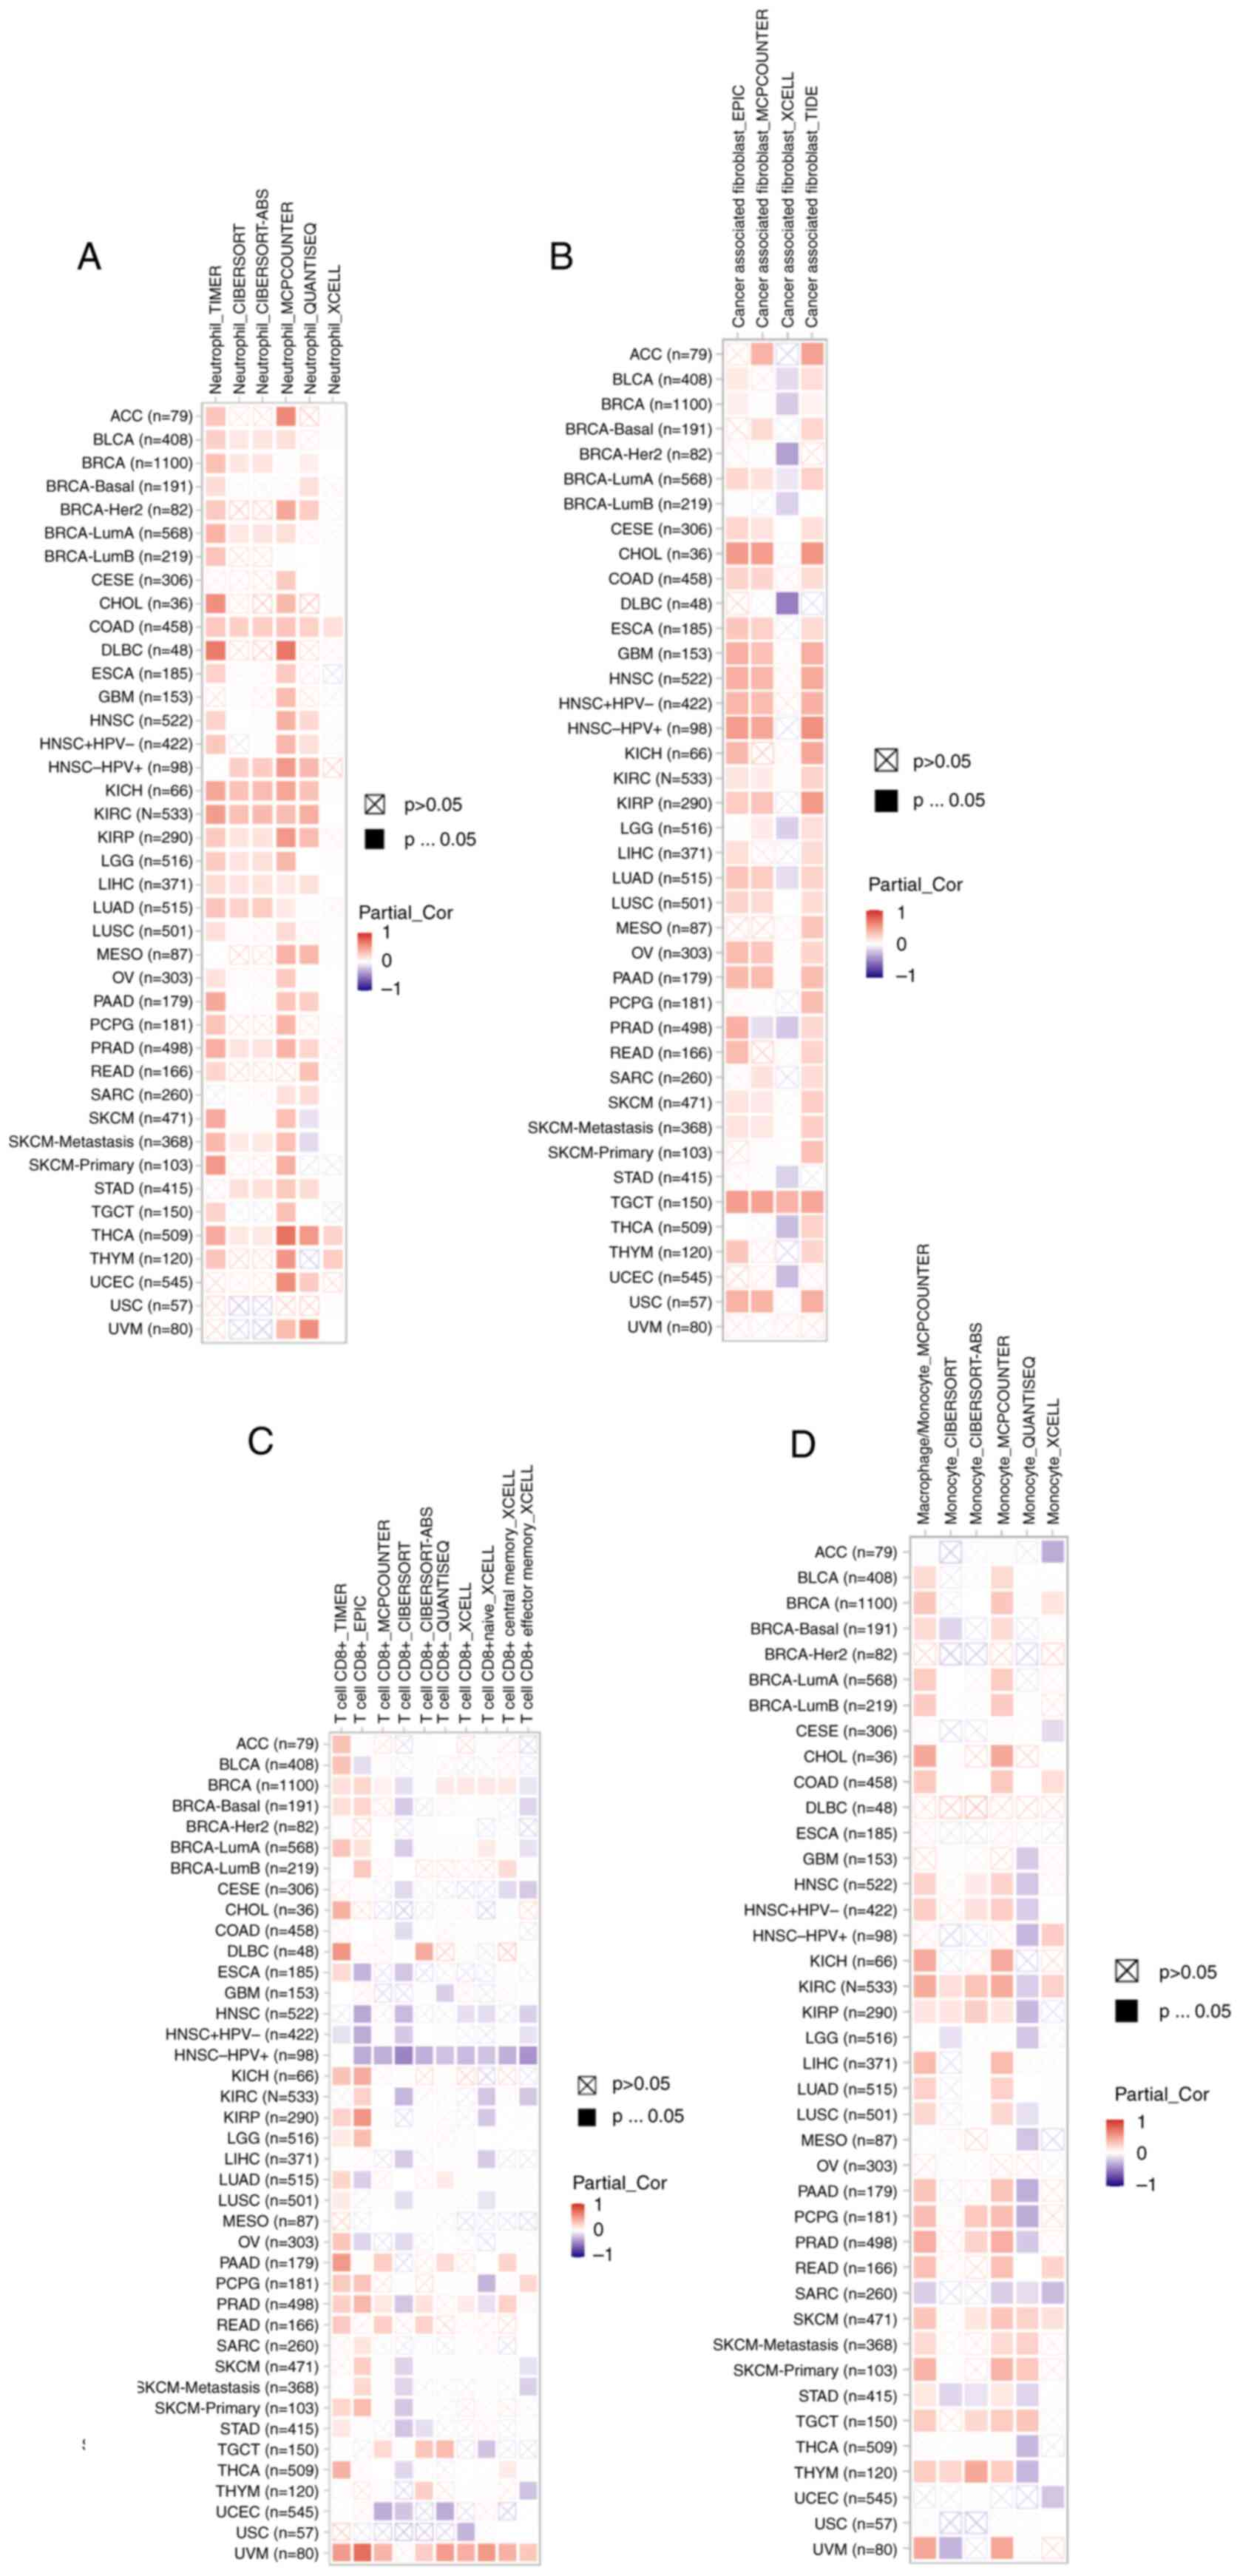 A
Neutrophil_TIMER
Neutrophil_CIBERSORT
Neutrophil_CIBERSORT-ABS
Neutrophil_MCPCOUNTER
Neutrophil_QUANTISEQ
Neutrophil_XCELL
ACC (n=79)
BLCA (n=408)
BRCA (n=1100)
BRCA-Basal (n=191)
BRCA-Her2 (n=82)
BRCA-LumA (n=568)
BRCA-LumB (n=219)
CESE (n=306)
CHOL (n=36)
COAD (n=458)
DLBC (n=48)
ESCA (n=185)
GBM (n=153)
HNSC (n=522)
HNSC+HPV− (n=422)
HNSC−HPV+ (n=98)
KICH (n=66)
KIRC (N=533)
KIRP (n=290)
LGG (n=516)
LIHC (n=371)
LUAD (n=515)
LUSC (n=501)
MESO (n=87)
OV (n=303)
PAAD (n=179)
PCPG (n=181)
PRAD (n=498)
READ (n=166)
SARC (n=260)
SKCM (n=471)
SKCM-Metastasis (n=368)
SKCM-Primary (n=103)
STAD (n=415)
TGCT (n=150)
THCA (n=509)
THYM (n=120)
UCEC (n=545)
USC (n=57)
UVM (n=80)
p>0.05
p ... 0.05
Partial_Cor
1
0
−1
B
Cancer associated fibroblast_EPIC
Cancer associated fibroblast_MCPCOUNTER
Cancer associated fibroblast_XCELL
Cancer associated fibroblast_TIDE
ACC (n=79)
BLCA (n=408)
BRCA (n=1100)
BRCA-Basal (n=191)
BRCA-Her2 (n=82)
BRCA-LumA (n=568)
BRCA-LumB (n=219)
CESE (n=306)
CHOL (n=36)
COAD (n=458)
DLBC (n=48)
ESCA (n=185)
GBM (n=153)
HNSC (n=522)
HNSC+HPV− (n=422)
HNSC−HPV+ (n=98)
KICH (n=66)
KIRC (N=533)
KIRP (n=290)
LGG (n=516)
LIHC (n=371)
LUAD (n=515)
LUSC (n=501)
MESO (n=87)
OV (n=303)
PAAD (n=179)
PCPG (n=181)
PRAD (n=498)
READ (n=166)
SARC (n=260)
SKCM (n=471)
SKCM-Metastasis (n=368)
SKCM-Primary (n=103)
STAD (n=415)
TGCT (n=150)
THCA (n=509)
THYM (n=120)
UCEC (n=545)
USC (n=57)
UVM (n=80)
p>0.05
p ... 0.05
Partial_Cor
1
0
−1
C
T cell CD8+_TIMER
T cell CD8+_EPIC
T cell CD8+_MCPCOUNTER
T cell CD8+_CIBERSORT
T cell CD8+_CIBERSORT-ABS
T cell CD8+_QUANTISEQ
T cell CD8+_XCELL
T cell CD8+naive_XCELL
T cell CD8+ central memory_XCELL
T cell CD8+ effector memory_XCELL
ACC (n=79)
BLCA (n=408)
BRCA (n=1100)
BRCA-Basal (n=191)
BRCA-Her2 (n=82)
BRCA-LumA (n=568)
BRCA-LumB (n=219)
CESE (n=306)
CHOL (n=36)
COAD (n=458)
DLBC (n=48)
ESCA (n=185)
GBM (n=153)
HNSC (n=522)
HNSC+HPV− (n=422)
HNSC−HPV+ (n=98)
KICH (n=66)
KIRC (N=533)
KIRP (n=290)
LGG (n=516)
LIHC (n=371)
LUAD (n=515)
LUSC (n=501)
MESO (n=87)
OV (n=303)
PAAD (n=179)
PCPG (n=181)
PRAD (n=498)
READ (n=166)
SARC (n=260)
SKCM (n=471)
SKCM-Metastasis (n=368)
SKCM-Primary (n=103)
STAD (n=415)
TGCT (n=150)
THCA (n=509)
THYM (n=120)
UCEC (n=545)
USC (n=57)
UVM (n=80)
p>0.05
p ... 0.05
Partial_Cor
1
0
−1
D
Macrophage/Monocyte_MCPCOUNTER
Monocyte_CIBERSORT
Monocyte_CIBERSORT-ABS
Monocyte_MCPCOUNTER
Monocyte_QUANTISEQ
Monocyte_XCELL
ACC (n=79)
BLCA (n=408)
BRCA (n=1100)
BRCA-Basal (n=191)
BRCA-Her2 (n=82)
BRCA-LumA (n=568)
BRCA-LumB (n=219)
CESE (n=306)
CHOL (n=36)
COAD (n=458)
DLBC (n=48)
ESCA (n=185)
GBM (n=153)
HNSC (n=522)
HNSC+HPV− (n=422)
HNSC−HPV+ (n=98)
KICH (n=66)
KIRC (N=533)
KIRP (n=290)
LGG (n=516)
LIHC (n=371)
LUAD (n=515)
LUSC (n=501)
MESO (n=87)
OV (n=303)
PAAD (n=179)
PCPG (n=181)
PRAD (n=498)
READ (n=166)
SARC (n=260)
SKCM (n=471)
SKCM-Metastasis (n=368)
SKCM-Primary (n=103)
STAD (n=415)
TGCT (n=150)
THCA (n=509)
THYM (n=120)
UCEC (n=545)
USC (n=57)
UVM (n=80)
p>0.05
p ... 0.05
Partial_Cor
1
0
−1